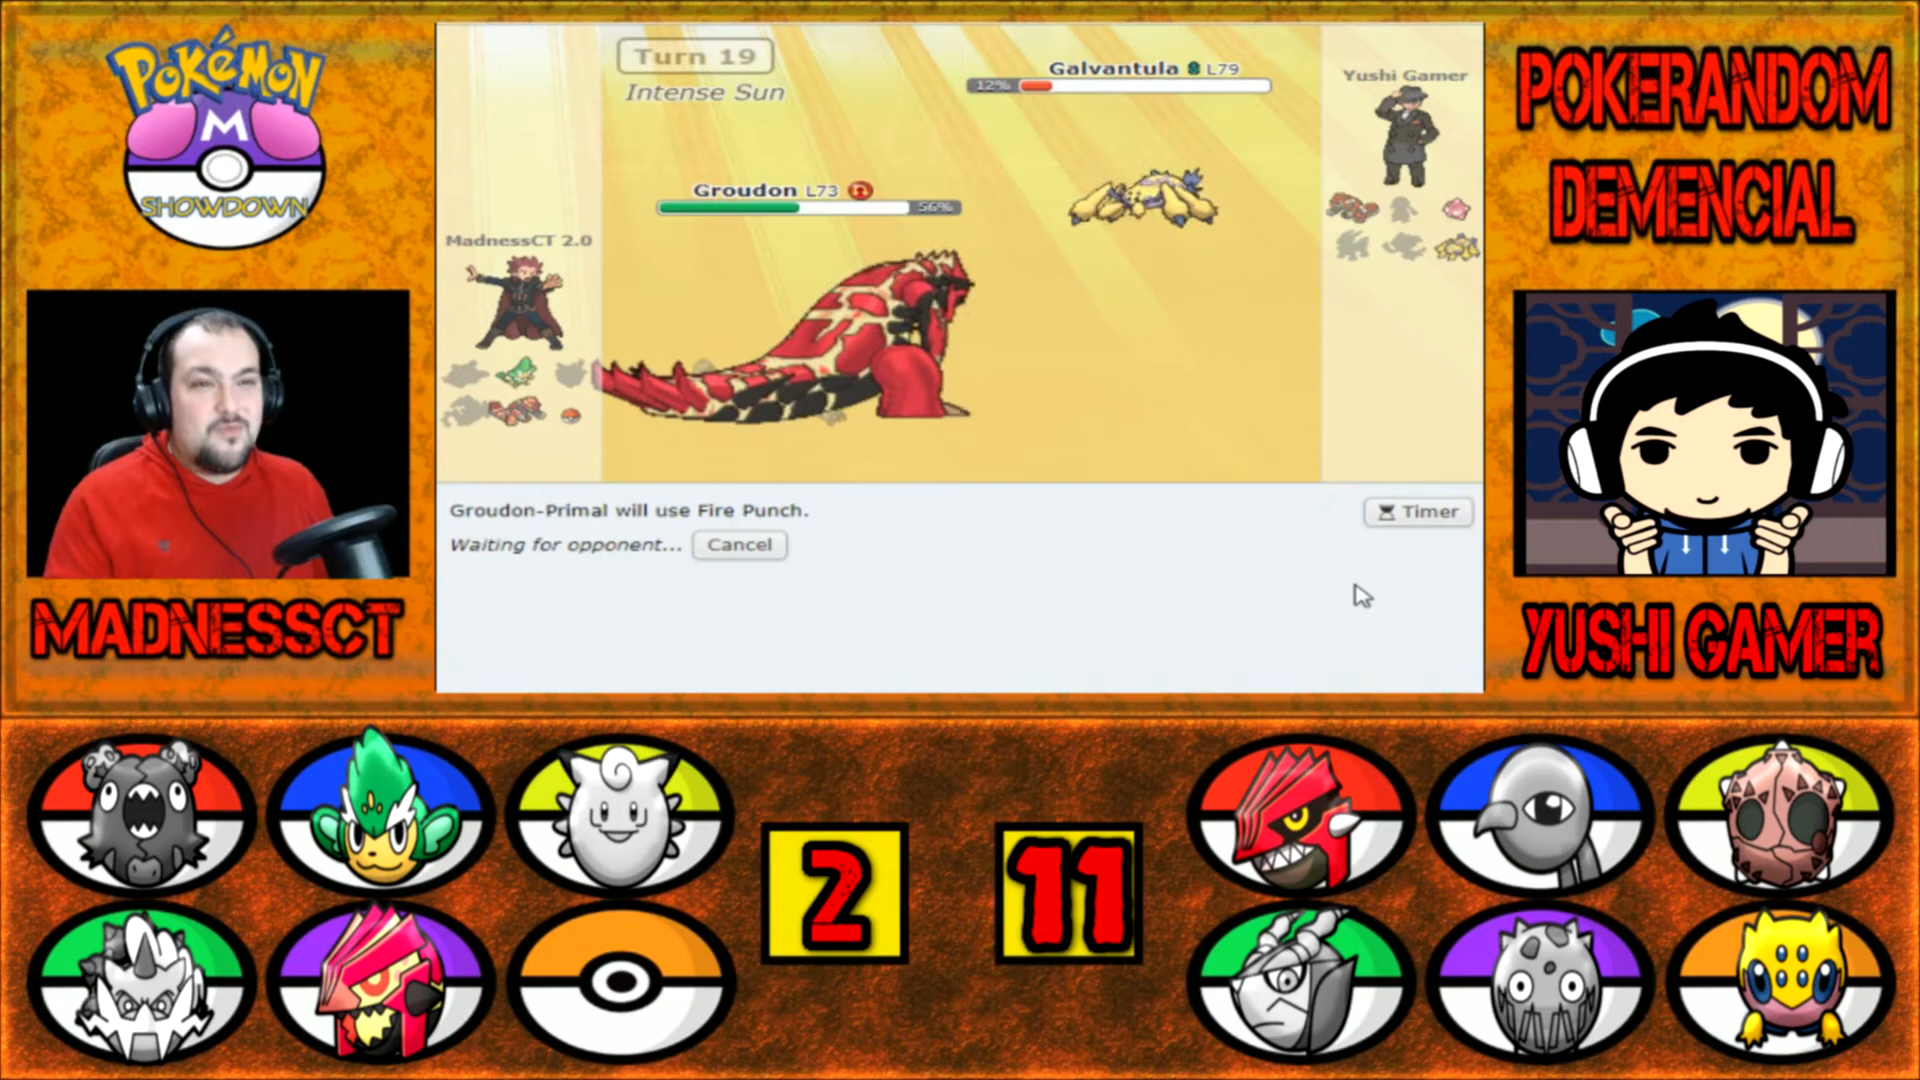 POKéMON
M
SHOWDOWN
Turn 19
Intense Sun
Galvantula L79
12%
Yushi Gamer
Groudon L73
56%
MadnessCT 2.0
POKERANDOM
DEMENCIAL
Groudon-Primal will use Fire Punch.
Timer
Waiting for opponent...
Cancel
MADNESSCT
YUSHI GAMER
2
11